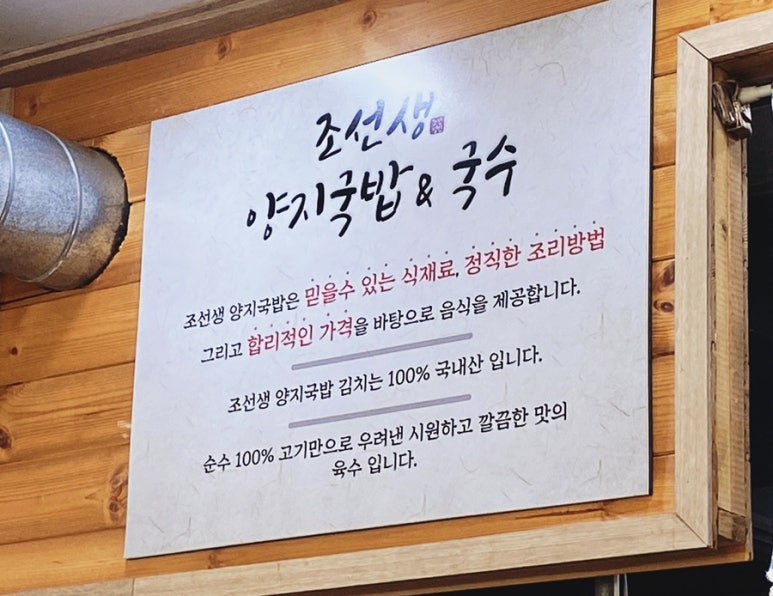 조선생
양지국밥 & 국수
조선생 양지국밥은 믿을수 있는 식재료, 정직한 조리방법
그리고 합리적인 가격을 바탕으로 음식을 제공합니다.
조선생 양지국밥 김치는 100% 국내산 입니다.
순수 100% 고기만으로 우려낸 시원하고 깔끔한 맛의
육수 입니다.